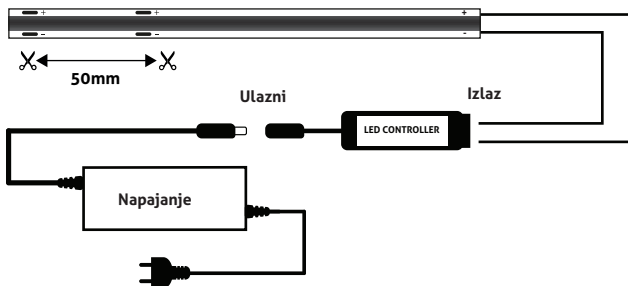 + + +
- - -
50mm
Ulazni
Izlaz
LED CONTROLLER
Napajanje